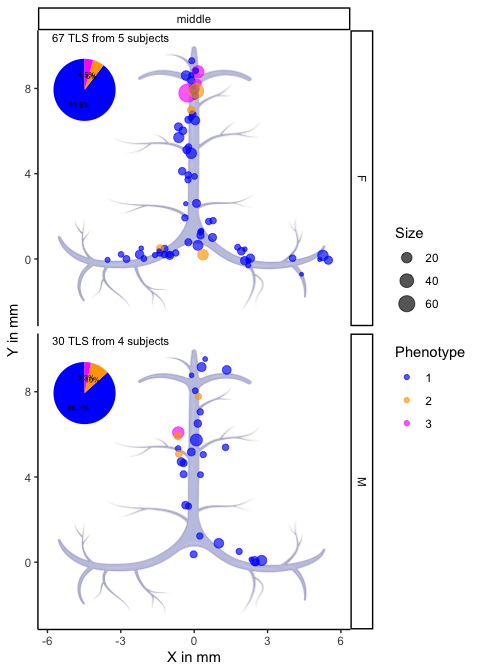 middle
67 TLS from 5 subjects
8
4
0
F
Y in mm
30 TLS from 4 subjects
8
4
0
M
-6 -3 0 3 6
X in mm
Size
20
40
60
Phenotype
1
2
3